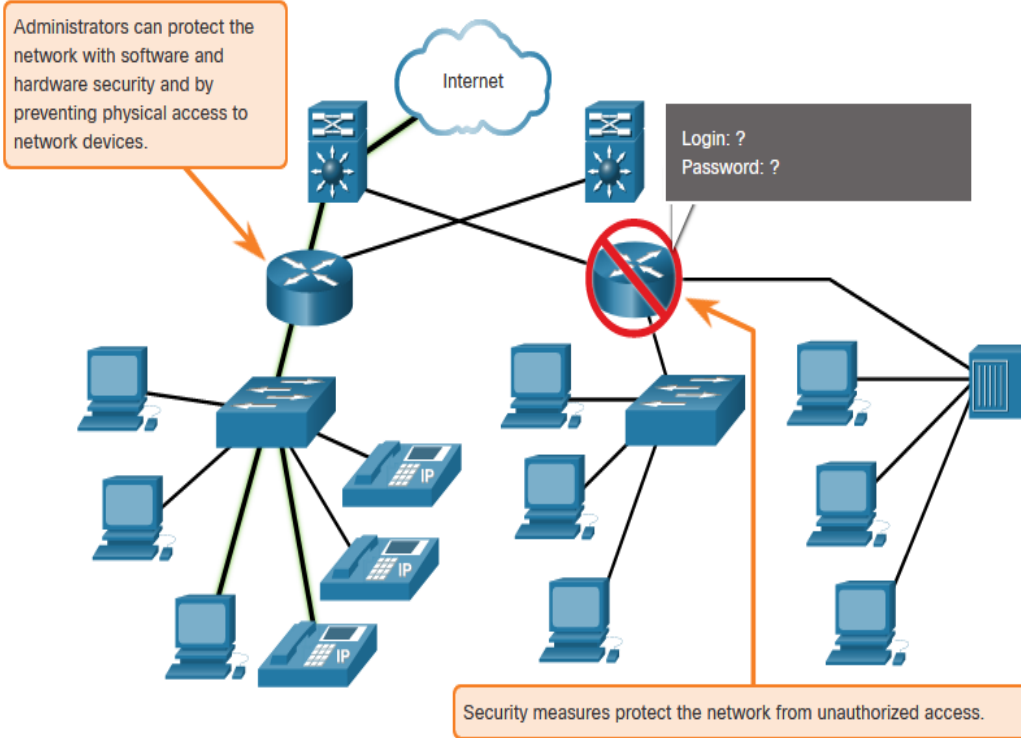 Administrators can protect the
network with software and
hardware security and by
preventing physical access to
network devices.
Internet
Login: ?
Password: ?
IP
IP
IP
Security measures protect the network from unauthorized access.